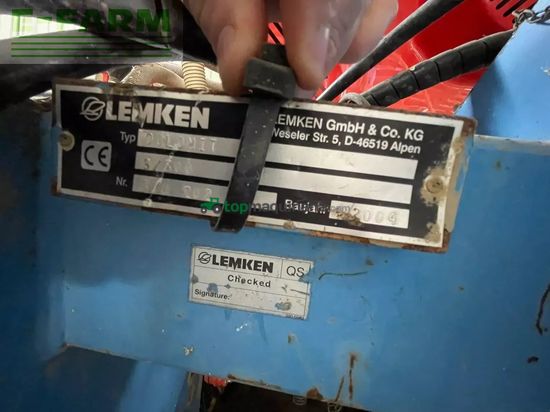 T-FARM
LEMKEN
LEMKEN GmbH & Co. KG
Weseler Str. 5, D-46519 Alpen
Typ
CE
Nr.
Baujahr 2004
topmaquinaria
LEMKEN QS
Checked
Signature: